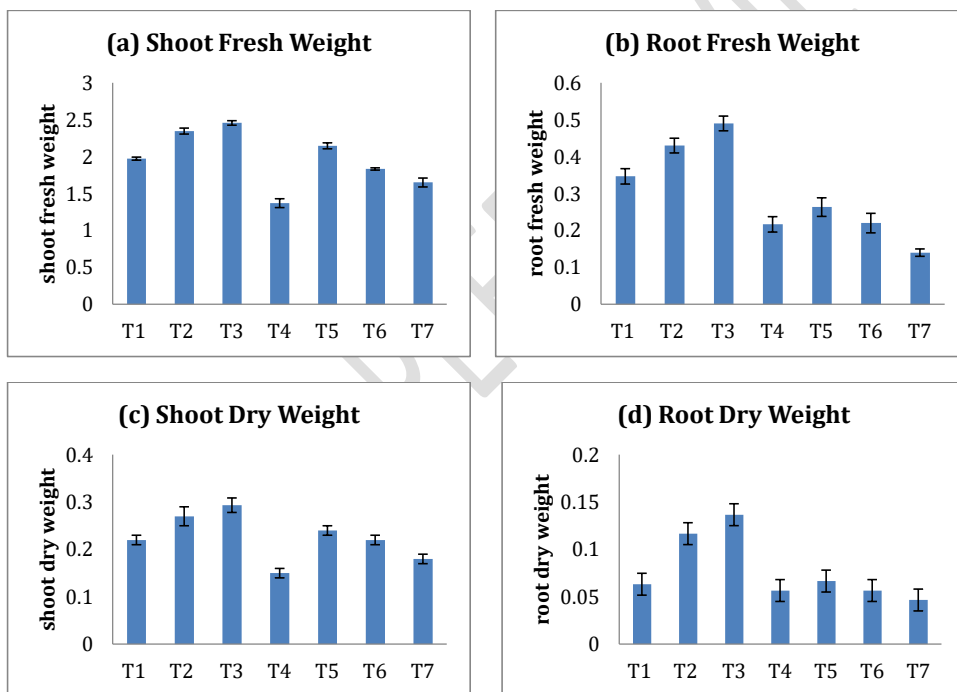 (a) Shoot Fresh Weight
shoot fresh weight
3
2.5
2
1.5
1
0.5
0
T1 T2 T3 T4 T5 T6 T7
(b) Root Fresh Weight
root fresh weight
0.6
0.5
0.4
0.3
0.2
0.1
0
T1 T2 T3 T4 T5 T6 T7
(c) Shoot Dry Weight
shoot dry weight
0.4
0.3
0.2
0.1
0
T1 T2 T3 T4 T5 T6 T7
(d) Root Dry Weight
root dry weight
0.2
0.15
0.1
0.05
0
T1 T2 T3 T4 T5 T6 T7